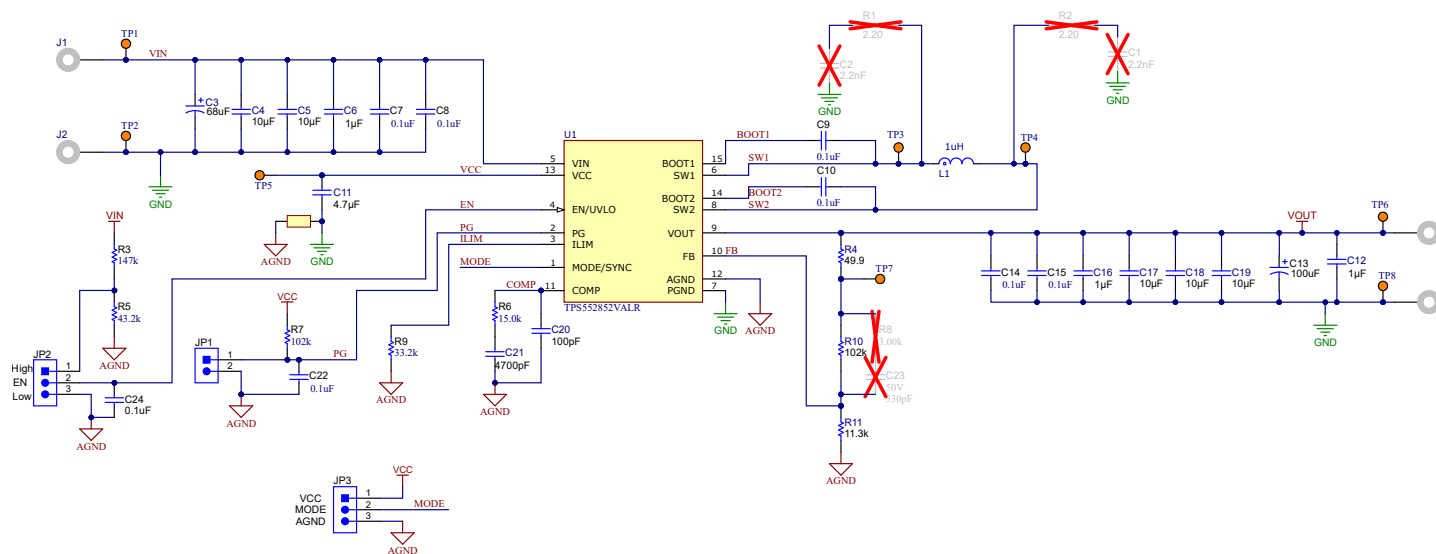 R1
2.20
C2
2.2nF
GND
R2
2.20
C1
2.2nF
GND
J1
TP1
VIN
C3
68uF
C4
10µF
C5
10µF
C6
1µF
C7
0.1uF
C8
0.1uF
J2
TP2
GND
TP5
VCC
C11
4.7µF
AGND
GND
U1
5
VIN
13
VCC
EN
4
EN/UVLO
PG
2
PG
ILIM
3
ILIM
MODE
1
MODE/SYNC
COMP
11
COMP
TPS552852VALR
BOOT1
15
BOOT1
SW1
6
SW1
BOOT2
14
BOOT2
SW2
8
SW2
VOUT
9
FB
10
FB
AGND
12
PGND
7
GND
AGND
C9
0.1uF
C10
0.1uF
TP3
1uH
L1
TP4
R4
49.9
TP7
R8
3.00k
R10
102k
C23
50V
330pF
R11
11.3k
AGND
C14
0.1uF
C15
0.1uF
C16
1µF
C17
10µF
C18
10µF
C19
10µF
C13
100uF
VOUT
C12
1µF
TP6
TP8
GND
VIN
R3
147k
R5
43.2k
AGND
JP2
High
1
EN
2
Low
3
C24
0.1uF
AGND
VCC
R7
102k
JP1
1
2
PG
C22
0.1uF
AGND
R9
33.2k
AGND
R6
15.0k
C21
4700pF
C20
100pF
AGND
JP3
VCC
VCC
1
MODE
2
MODE
AGND
3
AGND